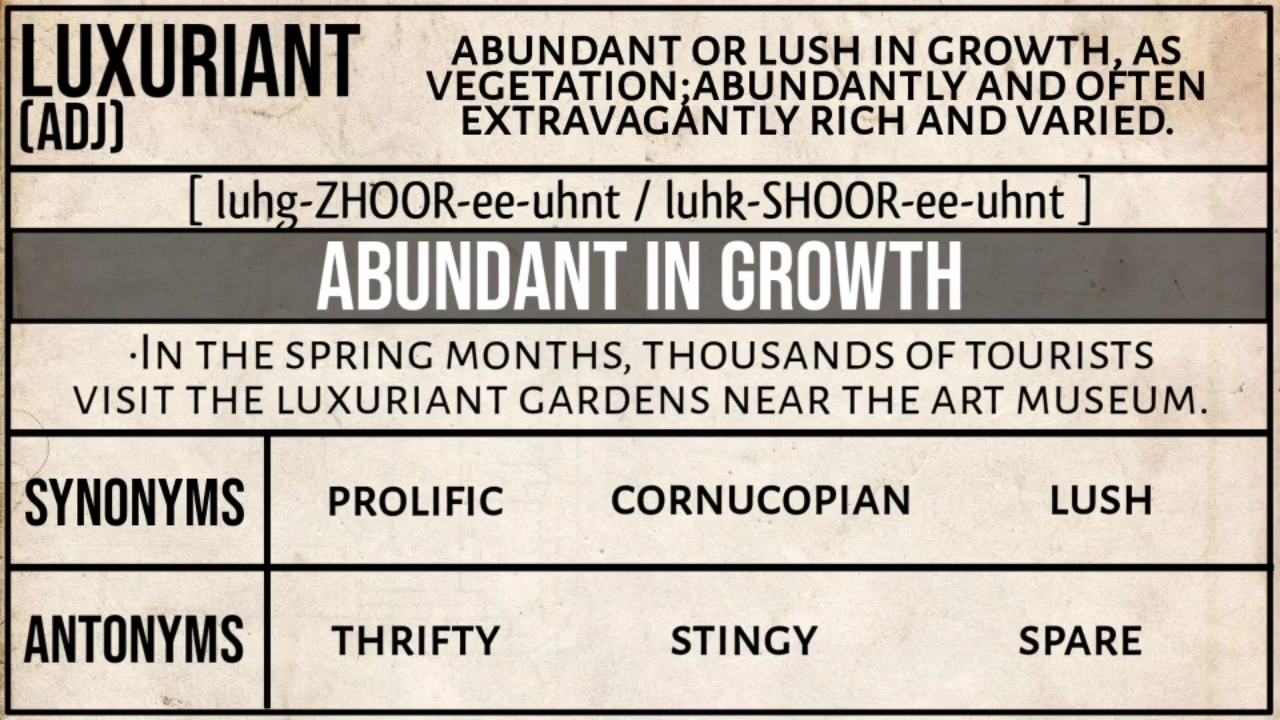 LUXURIANT
(ADJ)
ABUNDANT OR LUSH IN GROWTH, AS
VEGETATION;ABUNDANTLY AND OFTEN
EXTRAVAGANTLY RICH AND VARIED.
[ luhg-ZHOOR-ee-uhnt / luhk-SHOOR-ee-uhnt ]
ABUNDANT IN GROWTH
·IN THE SPRING MONTHS, THOUSANDS OF TOURISTS
VISIT THE LUXURIANT GARDENS NEAR THE ART MUSEUM.
SYNONYMS PROLIFIC CORNUCOPIAN LUSH
ANTONYMS THRIFTY STINGY SPARE